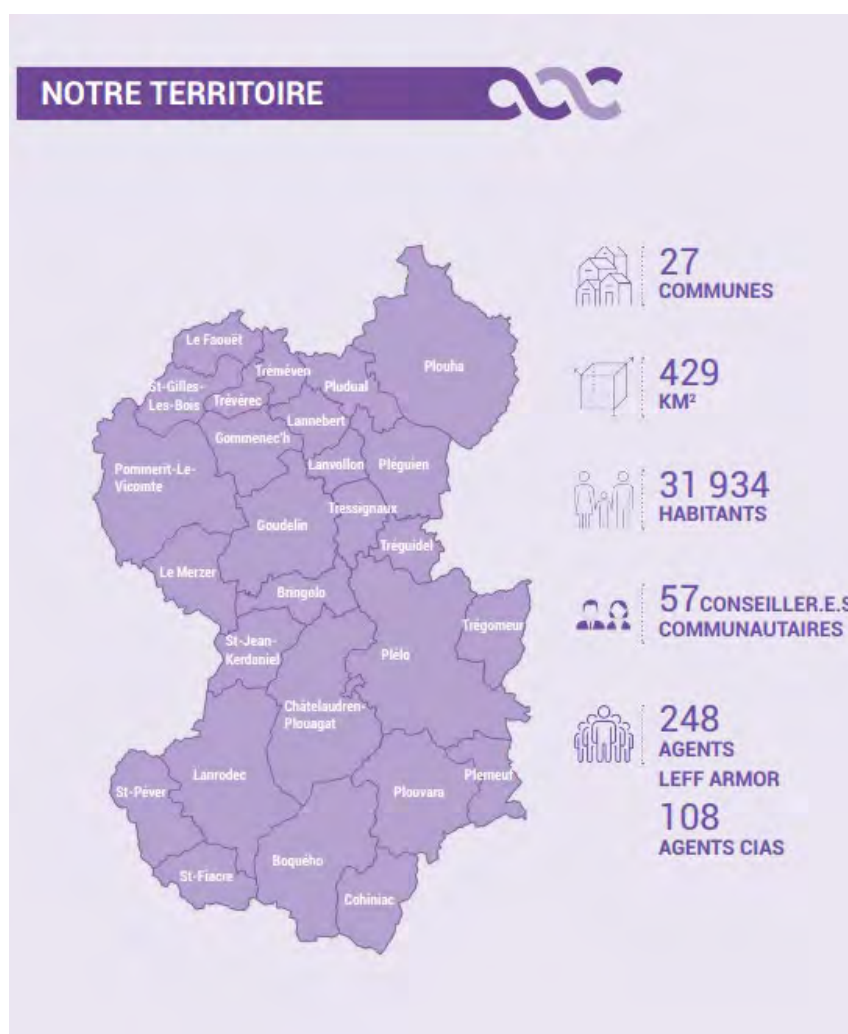 NOTRE TERRITOIRE
27
COMMUNES
429
KM²
31 934
HABITANTS
57 CONSEILLER.E.S
COMMUNAUTAIRES
248
AGENTS
LEFF ARMOR
108
AGENTS CIAS
Le Faouët
Plouha
Tréméven
Pludual
St-Gilles-
Les-Bois
Trévérec
Lannebert
Gommenec'h
Lanvollon
Pléguien
Pommerit-Le-
Vicomte
Tressignaux
Goudelin
Tréguidel
Le Merzer
Bringolo
Trégomeur
St-Jean-
Kerdaniel
Plélo
Châtelaudren-
Plouagat
Lanrodec
Plerneuf
St-Péver
Plouvara
Boquého
St-Fiacre
Cohiniac